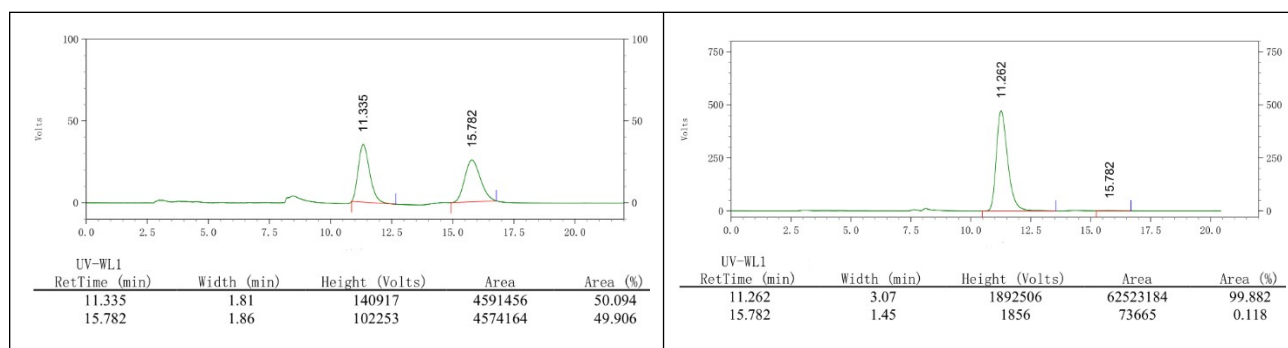 100
100
11.335
15.782
50
50
Volts
0
0
0.0 2.5 5.0 7.5 10.0 12.5 15.0 17.5 20.0
UV-WL1
RetTime (min) Width (min) Height (Volts) Area Area (%)
11.335 1.81 140917 4591456 50.094
15.782 1.86 102253 4574164 49.906
750
750
11.262
500
500
Volts
250
250
15.782
0
0
0.0 2.5 5.0 7.5 10.0 12.5 15.0 17.5 20.0
UV-WL1
RetTime (min) Width (min) Height (Volts) Area Area (%)
11.262 3.07 1892506 62523184 99.882
15.782 1.45 1856 73665 0.118